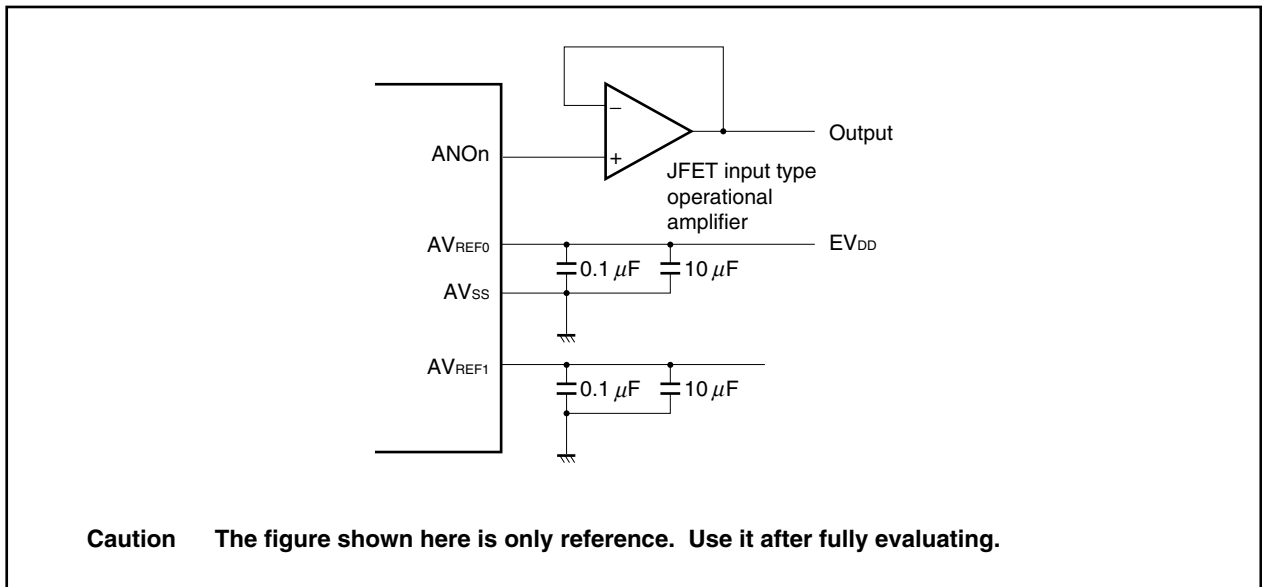 −
ANOn
+
Output
JFET input type
operational
amplifier
AVREF0
EVDD
0.1 μF
10 μF
AVSS
AVREF1
0.1 μF
10 μF
Caution The figure shown here is only reference. Use it after fully evaluating.